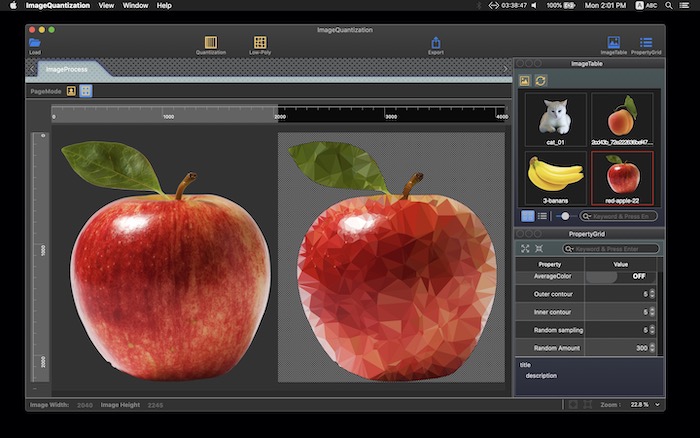 ImageQuantization View Window Help
03:38:47 100% Mon 2:01 PM A ABC
ImageQuantization
Load Quantization Low-Poly Export ImageTable PropertyGrid
ImageProcess
PageMode
0 1000 2000 3000 4000
0
1000
2000
ImageTable
cat_01
3-banans red-apple-22
Keyword & Press En
PropertyGrid
Keyword & Press Enter
Property Value
AverageColor OFF
Outer contour 5
Inner contour 5
Random sampling 5
Random Amount 300
title
description
Image Width: 2040 Image Height 2245
Zoom : 22.8 %